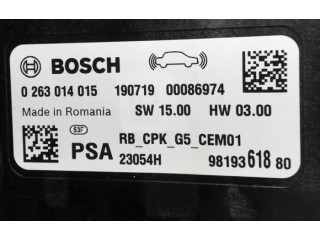 BOSCH
0 263 014 015 190719 00086974
Made in Romania SW 15.00 HW 03.00
PSA RB_CPK_G5_CEM01
23054H 98193618 80